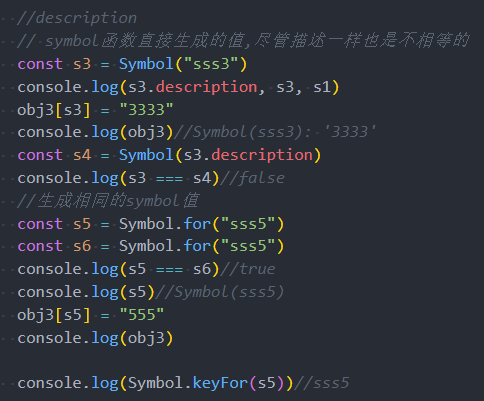 //description
// symbol函数直接生成的值,尽管描述一样也是不相等的
const s3 = Symbol("sss3")
console.log(s3.description, s3, s1)
obj3[s3] = "3333"
console.log(obj3)//Symbol(sss3): '3333'
const s4 = Symbol(s3.description)
console.log(s3 === s4)//false
//生成相同的symbol值
const s5 = Symbol.for("sss5")
const s6 = Symbol.for("sss5")
console.log(s5 === s6)//true
console.log(s5)//Symbol(sss5)
obj3[s5] = "555"
console.log(obj3)
console.log(Symbol.keyFor(s5))//sss5